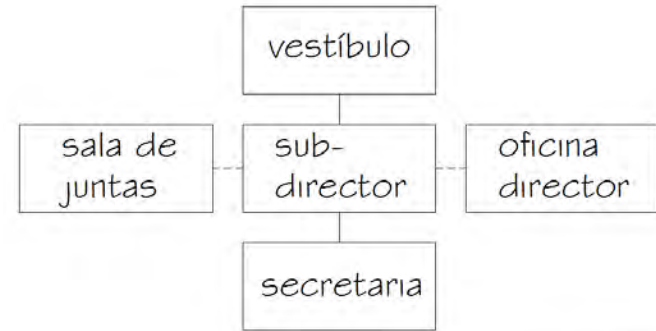 vestíbulo
sala de
juntas
sub-
director
oficina
director
secretaria